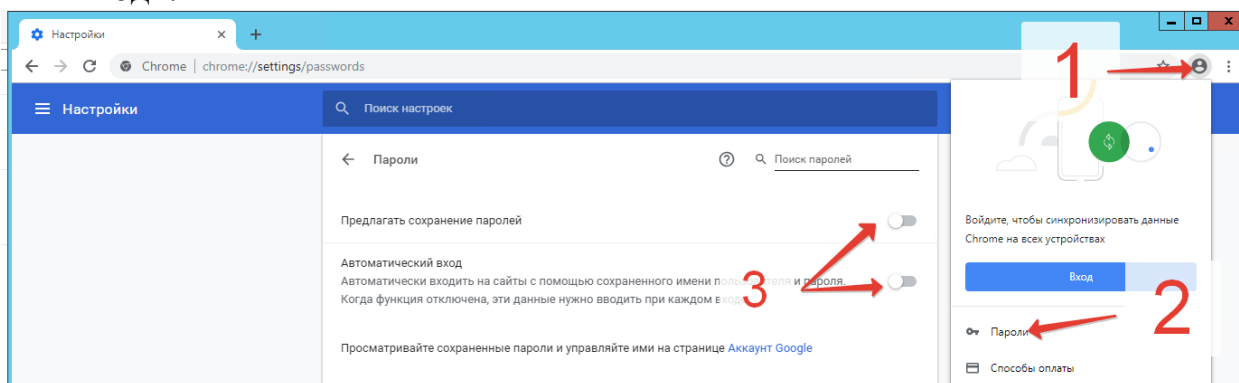 Настройки
Chrome | chrome://settings/passwords
1
Настройки
Поиск настроек
Пароли
Поиск паролей
Предлагать сохранение паролей
Автоматический вход
Автоматически входить на сайты с помощью сохраненного имени пользователя и пароля.
Когда функция отключена, эти данные нужно вводить при каждом входе.
3
Просматривайте сохраненные пароли и управляйте ими на странице Аккаунт Google
Войдите, чтобы синхронизировать данные
Chrome на всех устройствах
Вход
2
Пароли
Способы оплаты